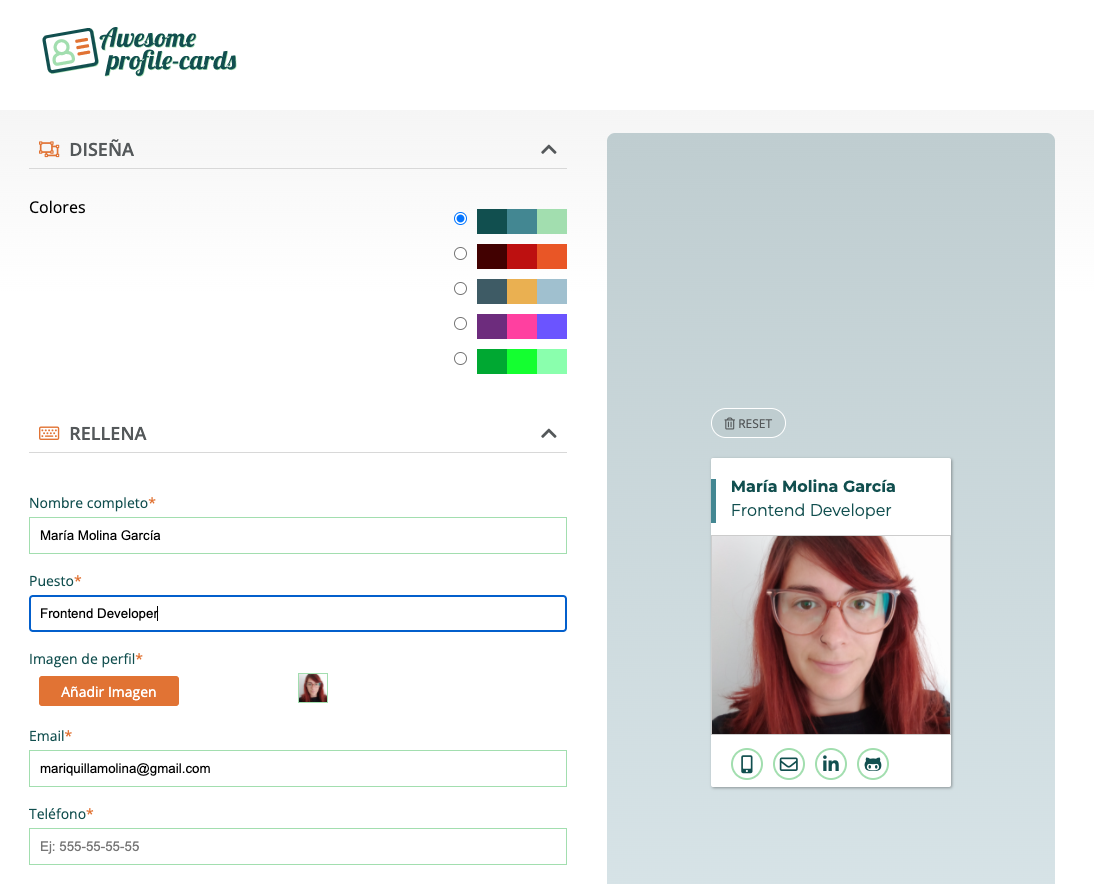 Awesome
profile-cards
DISEÑA
Colores
RELLENA
Nombre completo*
María Molina García
Puesto*
Frontend Developer
Imagen de perfil*
Añadir Imagen
Email*
mariquillamolina@gmail.com
Teléfono*
Ej: 555-55-55-55
RESET
María Molina García
Frontend Developer
in